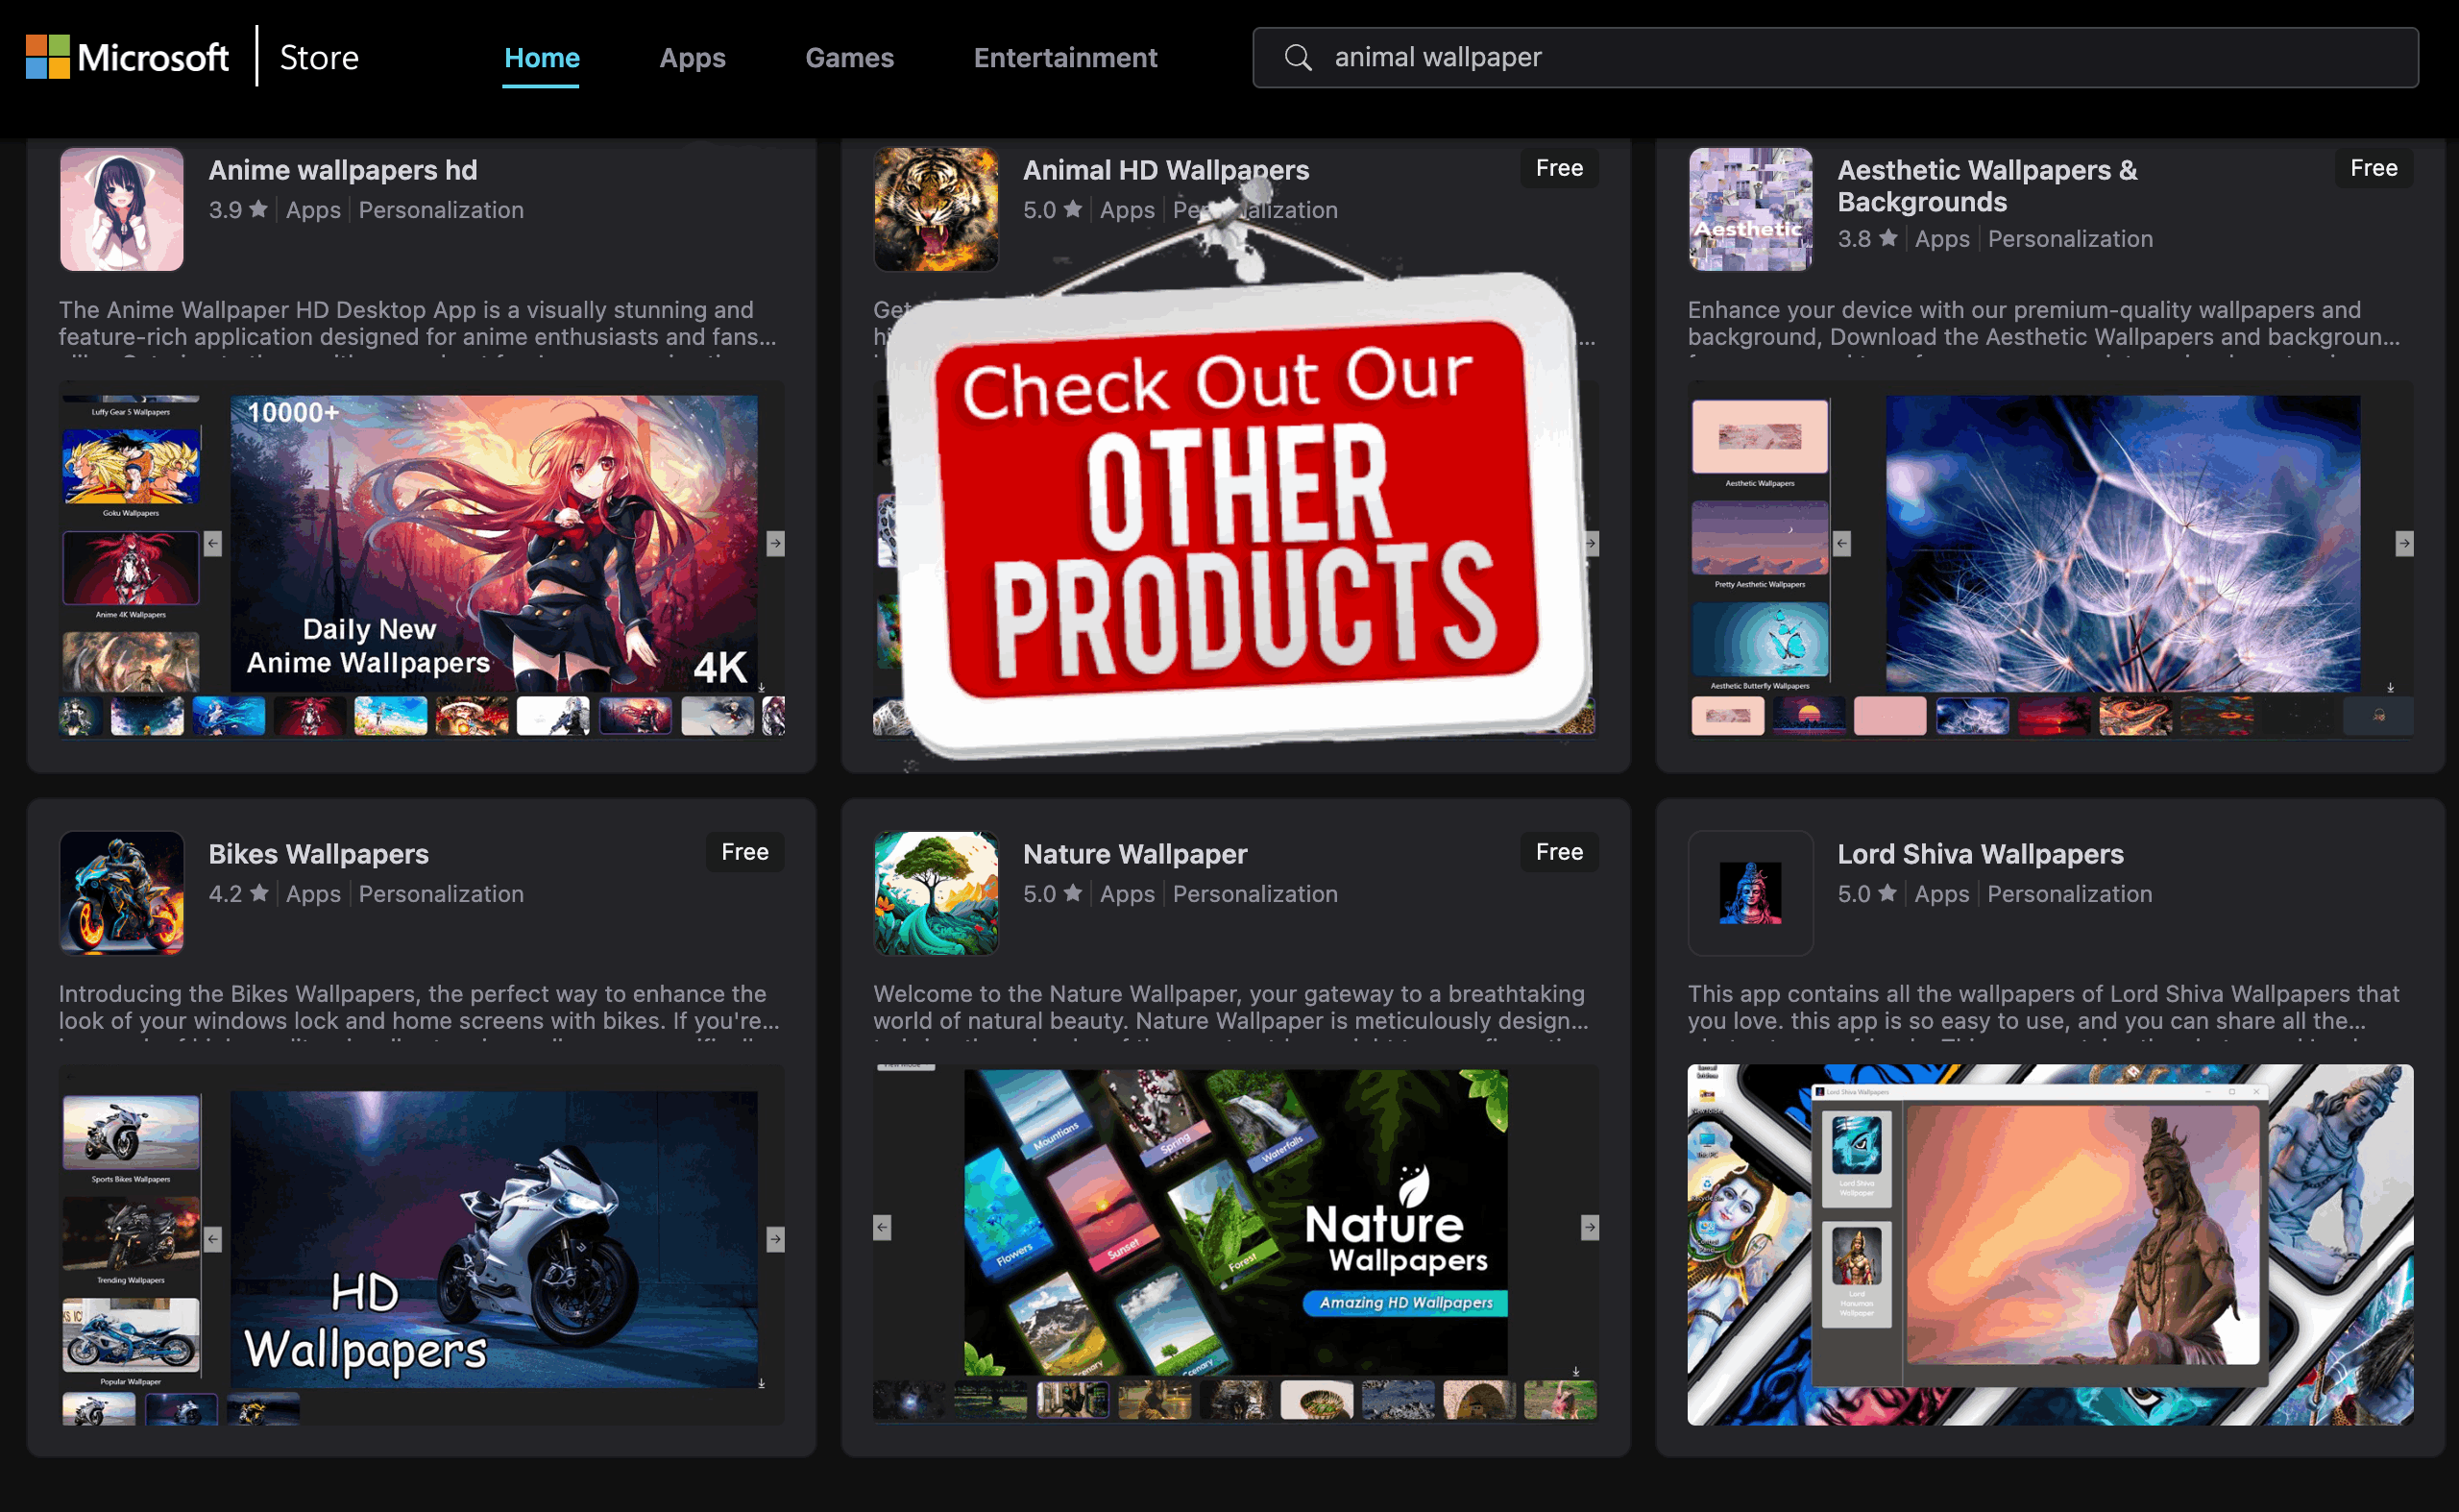 Microsoft Store
Home
Apps
Games
Entertainment
animal wallpaper
Anime wallpapers hd
3.9 ★ Apps Personalization
The Anime Wallpaper HD Desktop App is a visually stunning and
feature-rich application designed for anime enthusiasts and fans...
Luffy Gear 5 Wallpapers
Goku Wallpapers
Anime 4K Wallpapers
10000+
Daily New
Anime Wallpapers
4K
Animal HD Wallpapers
Free
5.0 ★ Apps Personalization
Get
Check Out Our
OTHER
PRODUCTS
Aesthetic Wallpapers &
Backgrounds
Free
3.8 ★ Apps Personalization
Aesthetic
Enhance your device with our premium-quality wallpapers and
background, Download the Aesthetic Wallpapers and backgroun...
Aesthetic Wallpapers
Pretty Aesthetic Wallpapers
Aesthetic Butterfly Wallpapers
Bikes Wallpapers
Free
4.2 ★ Apps Personalization
Introducing the Bikes Wallpapers, the perfect way to enhance the
look of your windows lock and home screens with bikes. If you're...
Sports Bikes Wallpapers
Trending Wallpapers
Popular Wallpaper
HD
Wallpapers
Nature Wallpaper
Free
5.0 ★ Apps Personalization
Welcome to the Nature Wallpaper, your gateway to a breathtaking
world of natural beauty. Nature Wallpaper is meticulously design...
Mountians
Spring
Waterfalls
Flowers
Sunset
Forest
Nature
Wallpapers
Amazing HD Wallpapers
Lord Shiva Wallpapers
5.0 ★ Apps Personalization
This app contains all the wallpapers of Lord Shiva Wallpapers that
you love. this app is so easy to use, and you can share all the...
Lord Shiva Wallpapers
This PC
Lord Shiva
Wallpaper
Lord
Hanuman
Wallpaper